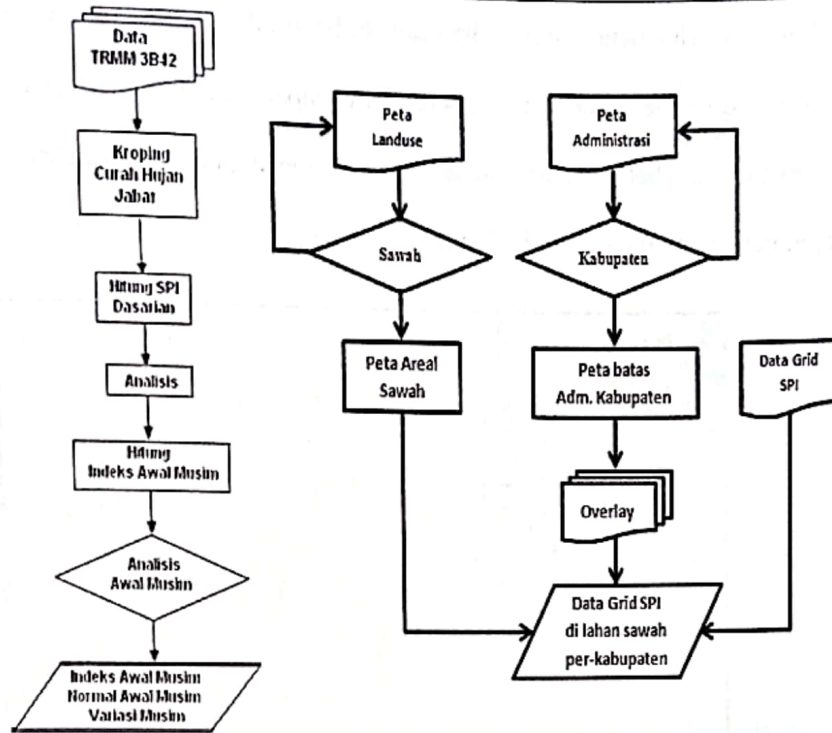 Data
TRMM 3B42
Kroping
Curah Hujan
Jabar
Hitung SPI
Dasarian
Analisis
Hitung
Indeks Awal Musim
Analisis
Awal Musim
Indeks Awal Musim
Normal Awal Musim
Variasi Musim
Peta
Landuse
Sawah
Peta Areal
Sawah
Peta
Administrasi
Kabupaten
Peta batas
Adm. Kabupaten
Overlay
Data Grid
SPI
Data Grid SPI
di lahan sawah
per-kabupaten